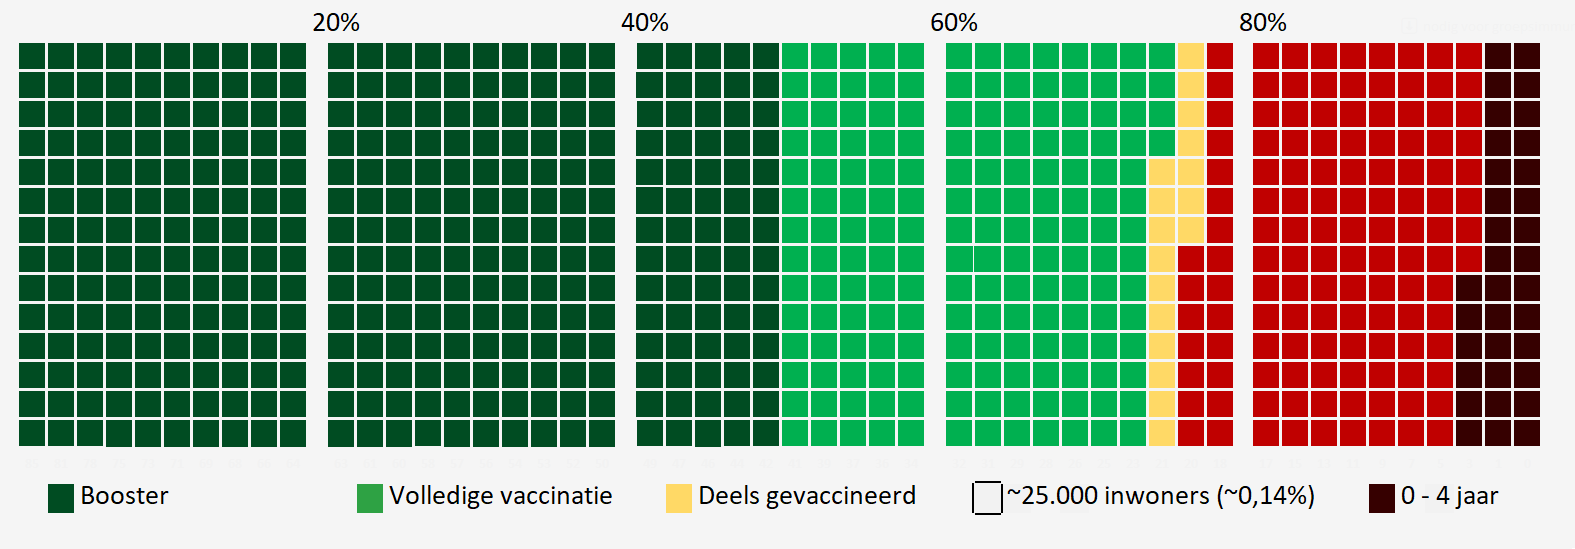 20% 40% 60% 80%
Booster Volledige vaccinatie Deels gevaccineerd ~25.000 inwoners (~0,14%) 0 - 4 jaar